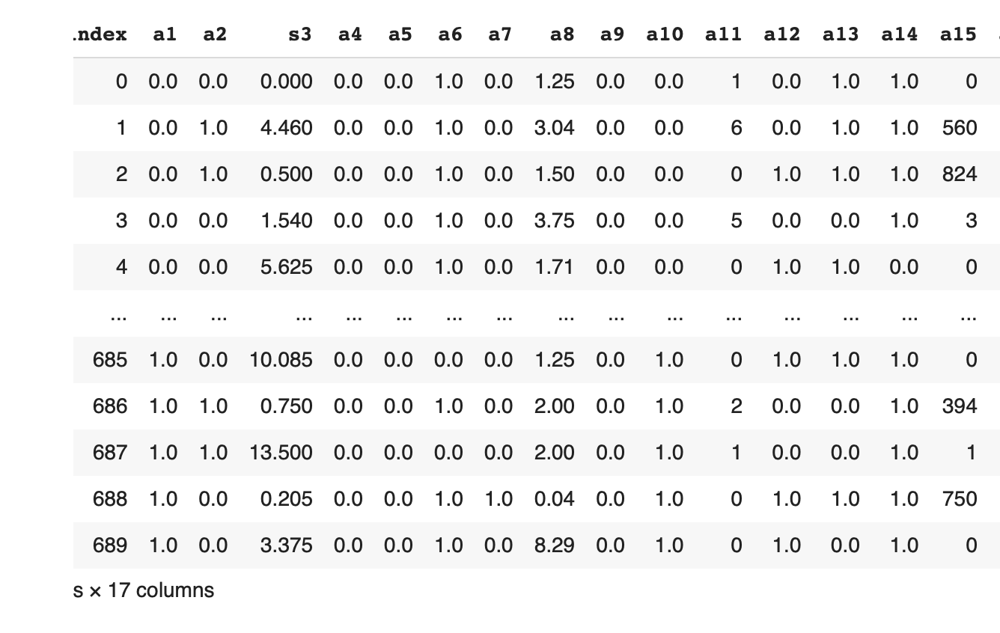 .ndex a1 a2 s3 a4 a5 a6 a7 a8 a9 a10 a11 a12 a13 a14 a15
0 0.0 0.0 0.000 0.0 0.0 1.0 0.0 1.25 0.0 0.0 1 0.0 1.0 1.0 0
1 0.0 1.0 4.460 0.0 0.0 1.0 0.0 3.04 0.0 0.0 6 0.0 1.0 1.0 560
2 0.0 1.0 0.500 0.0 0.0 1.0 0.0 1.50 0.0 0.0 0 1.0 1.0 1.0 824
3 0.0 0.0 1.540 0.0 0.0 1.0 0.0 3.75 0.0 0.0 5 0.0 0.0 1.0 3
4 0.0 0.0 5.625 0.0 0.0 1.0 0.0 1.71 0.0 0.0 0 1.0 1.0 0.0 0
... ... ... ... ... ... ... ... ... ... ... ... ... ... ... ...
685 1.0 0.0 10.085 0.0 0.0 0.0 0.0 1.25 0.0 1.0 0 1.0 1.0 1.0 0
686 1.0 1.0 0.750 0.0 0.0 1.0 0.0 2.00 0.0 1.0 2 0.0 0.0 1.0 394
687 1.0 1.0 13.500 0.0 0.0 0.0 0.0 2.00 0.0 1.0 1 0.0 0.0 1.0 1
688 1.0 0.0 0.205 0.0 0.0 1.0 1.0 0.04 0.0 1.0 0 1.0 1.0 1.0 750
689 1.0 0.0 3.375 0.0 0.0 1.0 0.0 8.29 0.0 1.0 0 1.0 0.0 1.0 0
s × 17 columns